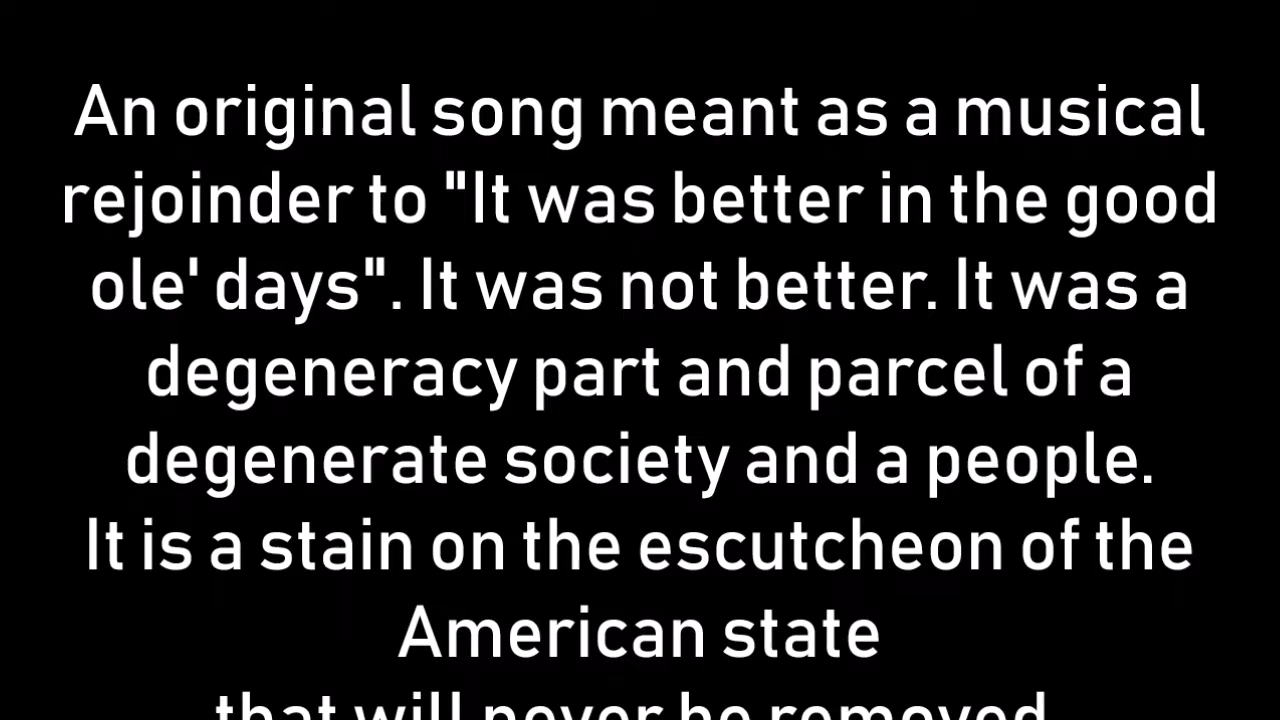 An original song meant as a musical
rejoinder to "It was better in the good
ole' days". It was not better. It was a
degeneracy part and parcel of a
degenerate society and a people.
It is a stain on the escutcheon of the
American state
that will never be removed